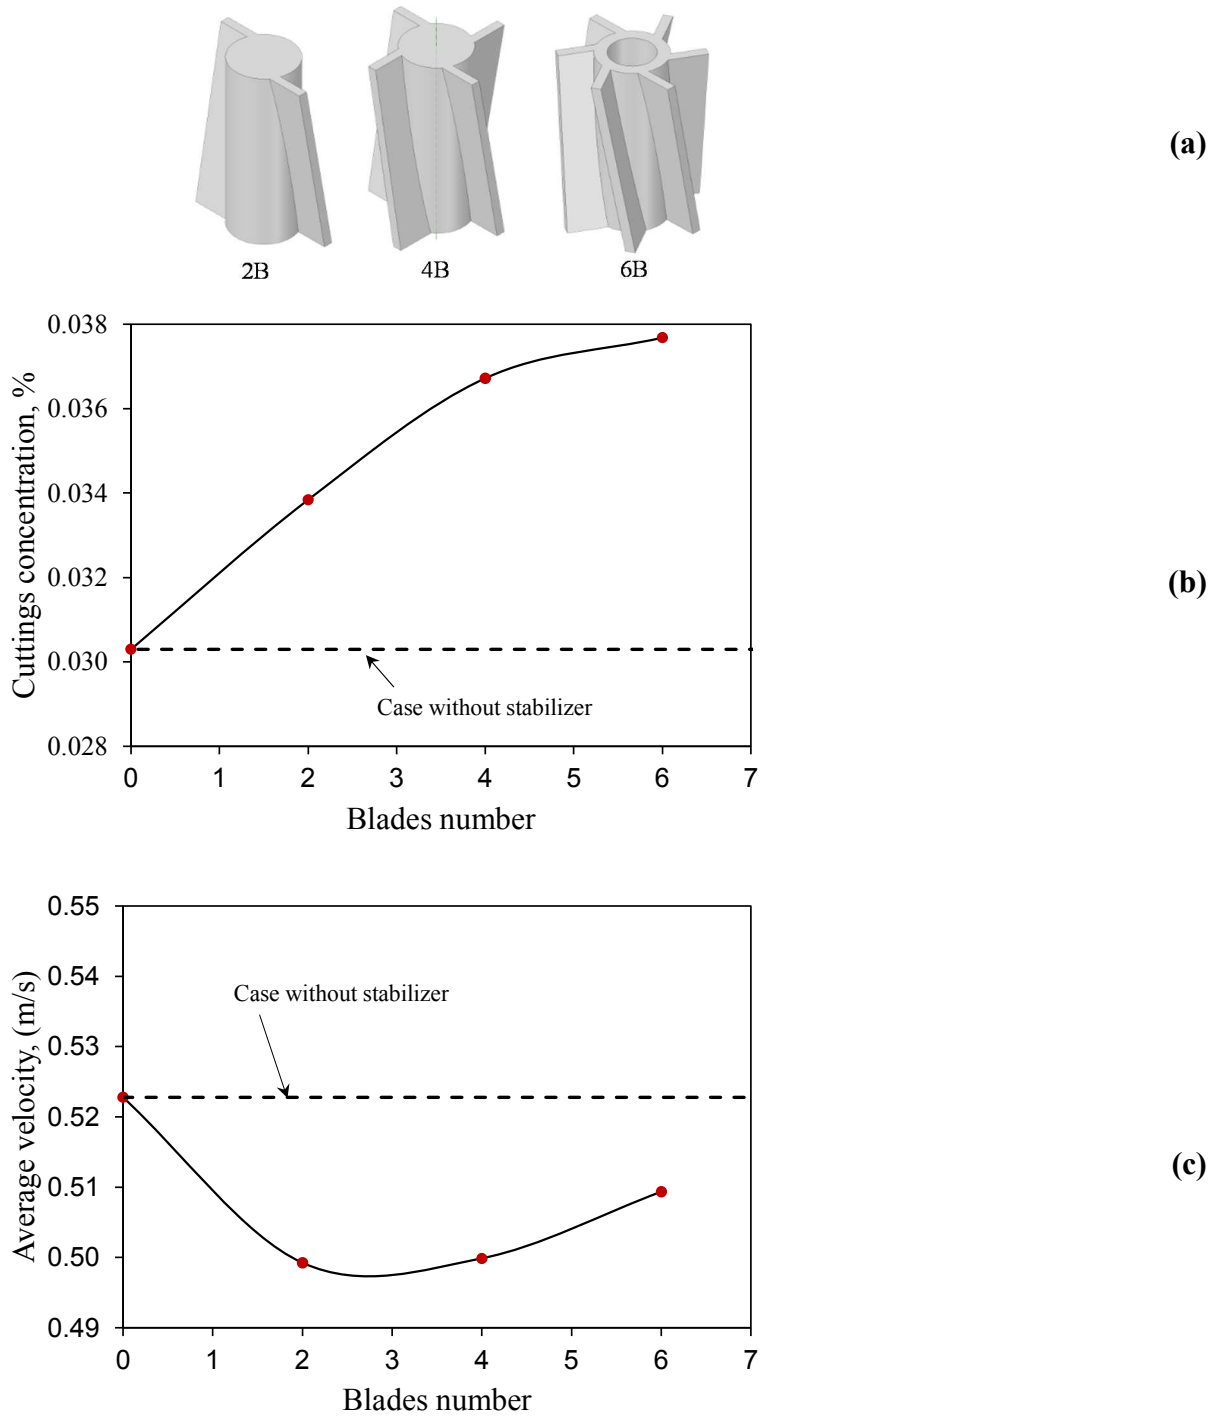 (a)
2B 4B 6B
0.038
0.036
0.034
0.032
0.030
0.028
Cuttings concentration, %
Case without stabilizer
0 1 2 3 4 5 6 7
Blades number
(b)
0.55
0.54
0.53
0.52
0.51
0.50
0.49
Average velocity, (m/s)
Case without stabilizer
0 1 2 3 4 5 6 7
Blades number
(c)